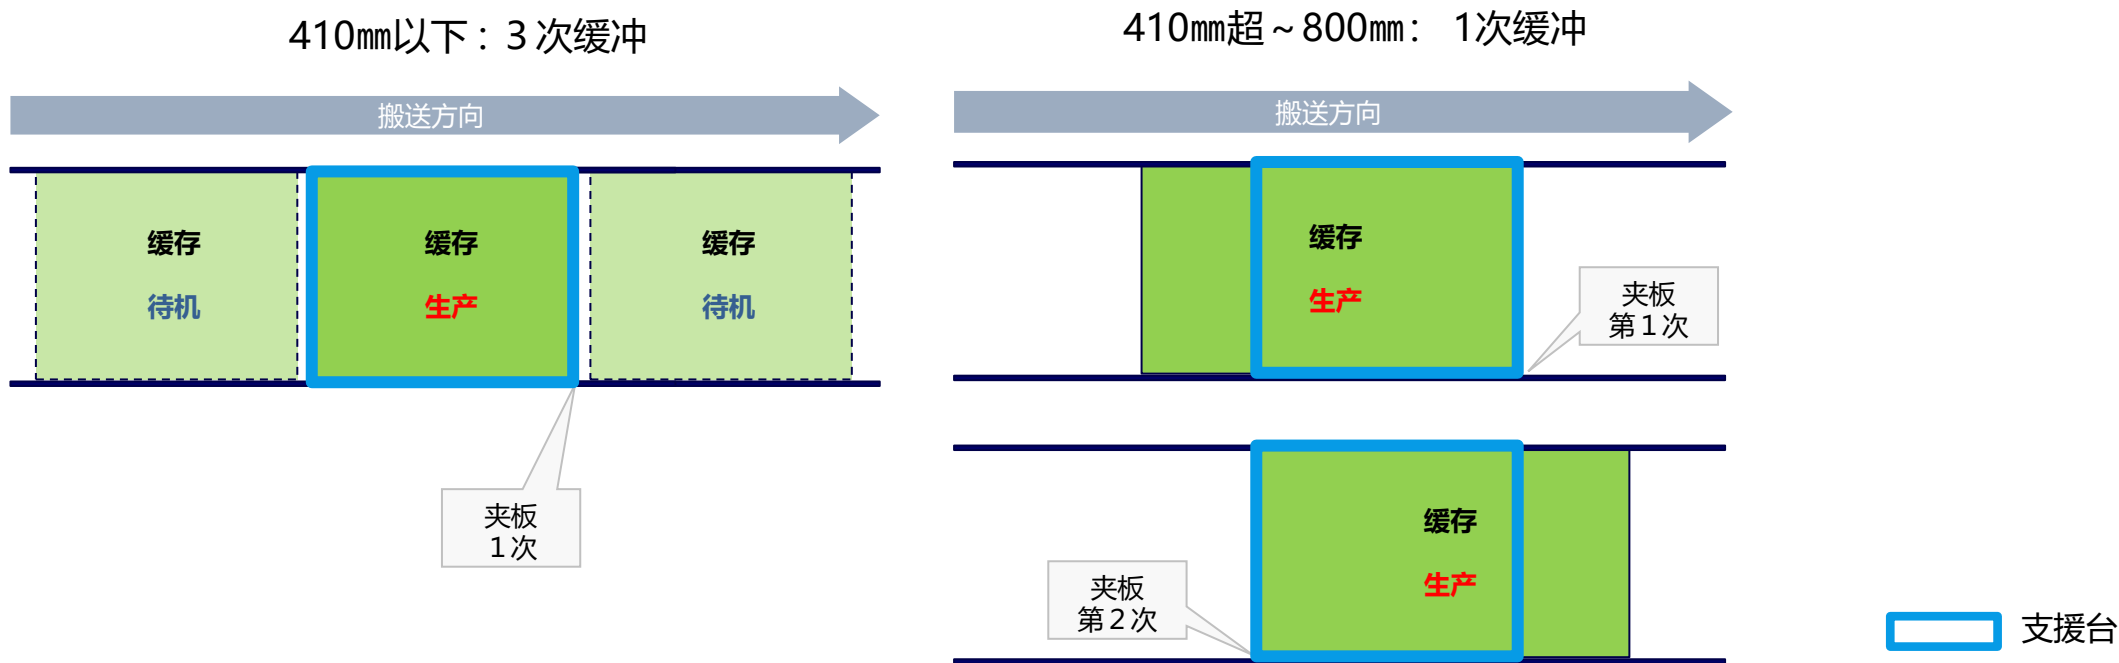 410㎜以下：3 次缓冲
搬送方向
缓存
待机
缓存
生产
缓存
待机
夹板
１次
410㎜超～800㎜： 1次缓冲
搬送方向
缓存
生产
夹板
第１次
缓存
生产
夹板
第２次
支援台